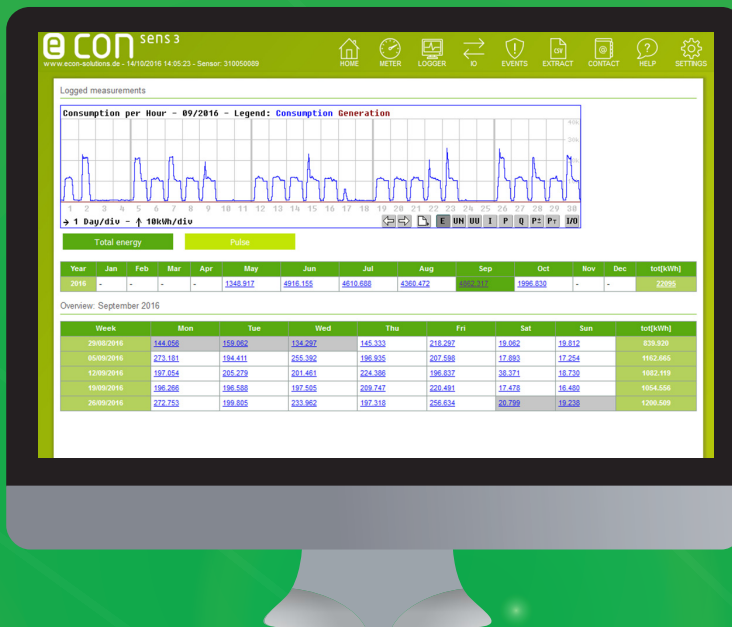 e con sens 3
www.econ-solutions.de - 14/10/2016 14:05:23 - Sensor: 310050089
HOME METER LOGGER IO EVENTS EXTRACT CONTACT HELP SETTINGS
Logged measurements
Consumption per Hour - 09/2016 - Legend: Consumption Generation
1 2 3 4 5 6 7 8 9 10 11 12 13 14 15 16 17 18 19 20 21 22 23 24 25 26 27 28 29 30
→ 1 Day/div - ↑ 10kWh/div E UN UU I P Q P± P↑ I/O
Total energy Pulse
Year Jan Feb Mar Apr May Jun Jul Aug Sep Oct Nov Dec tot[kWh]
2016 - - - - 1348.917 4916.155 4610.688 4360.472 4862.317 1996.830 - - 22095
Overview: September 2016
Week Mon Tue Wed Thu Fri Sat Sun tot[kWh]
29/08/2016 144.056 159.062 134.297 145.333 218.297 19.062 19.812 839.920
05/09/2016 273.181 194.411 255.392 196.935 207.598 17.893 17.254 1162.665
12/09/2016 197.054 205.279 201.461 224.386 196.837 38.371 18.730 1082.119
19/09/2016 196.266 196.588 197.505 209.747 220.491 17.478 16.480 1054.556
26/09/2016 272.753 199.805 233.962 197.318 256.634 20.799 19.238 1200.509